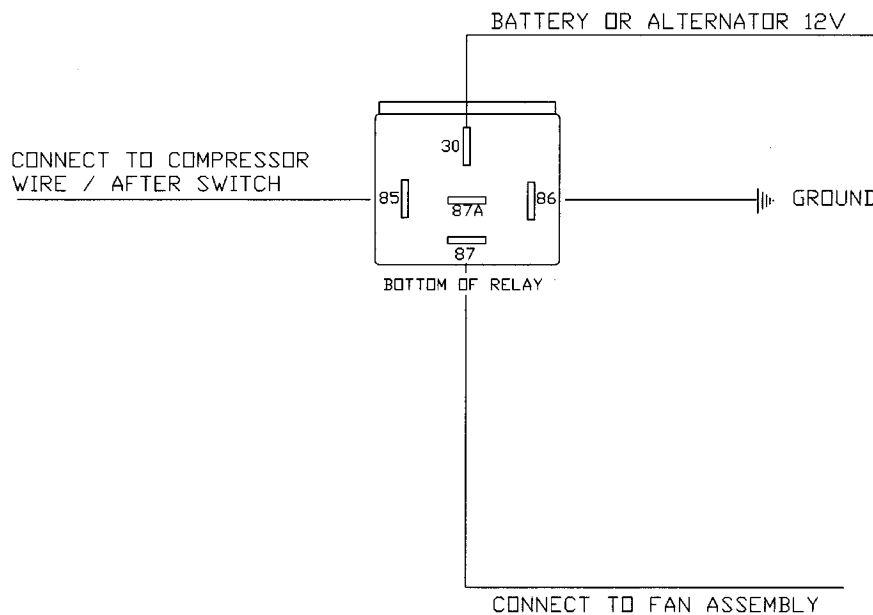 BATTERY OR ALTERNATOR 12V
30
CONNECT TO COMPRESSOR
WIRE / AFTER SWITCH
85
87A
86
GROUND
87
BOTTOM OF RELAY
CONNECT TO FAN ASSEMBLY